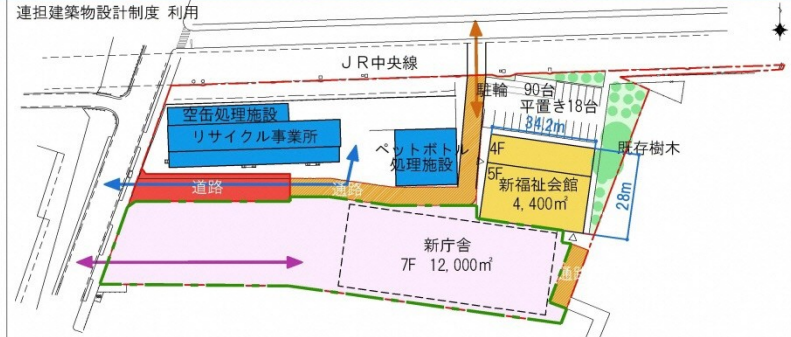 連担建築物設計制度 利用
JR中央線
駐輪 90台
平置き18台
34.2m
空缶処理施設
リサイクル事業所
ペットボトル
処理施設
4F
5F
既存樹木
新福祉会館
4,400㎡
28m
道路
通路
新庁舎
7F 12,000㎡
通路